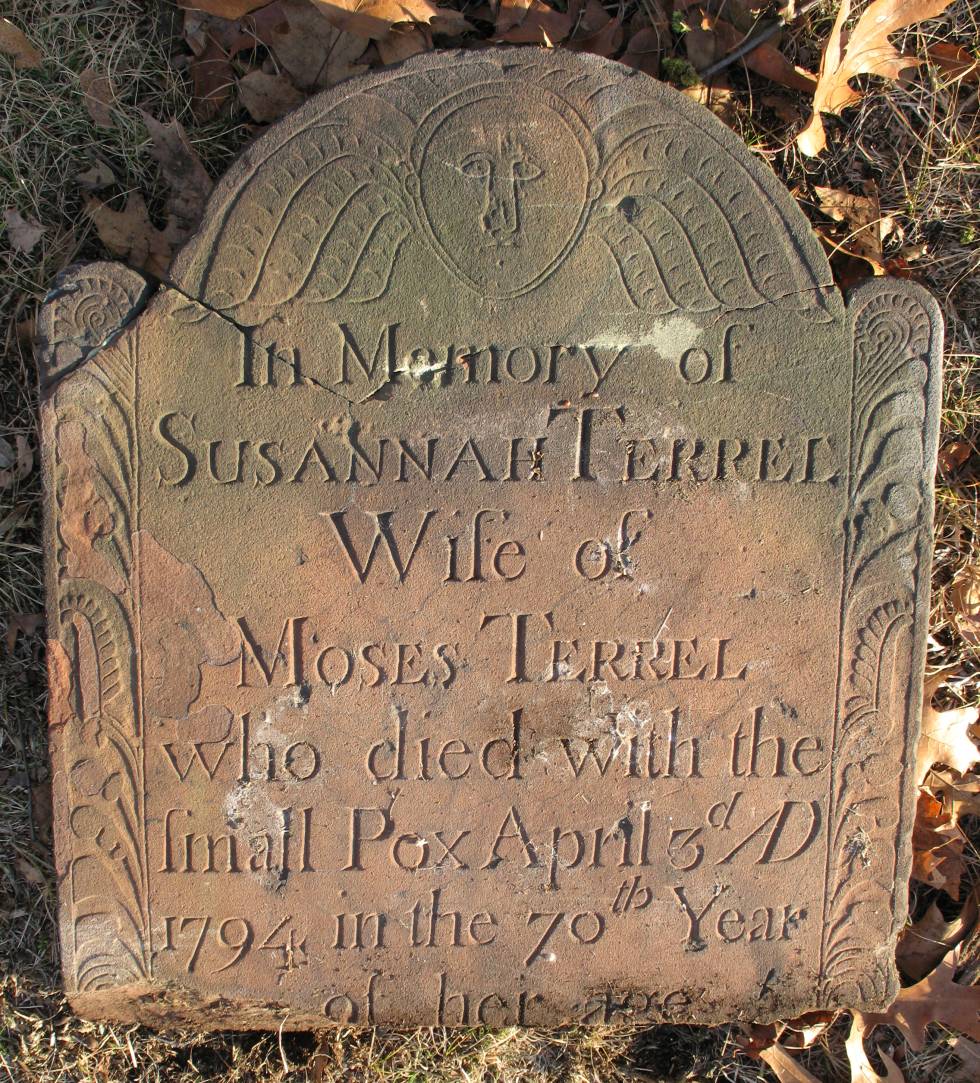 In Memory of
SUSANNAH TERREL
Wife of
MOSES TERREL
who died with the
ſmall Pox April 3d AD
1794 in the 70th Year
of her age